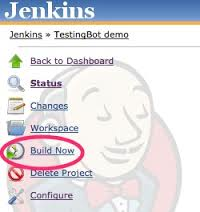 Jenkins
Jenkins » TestingBot demo
Back to Dashboard
Status
Changes
Workspace
Build Now
Delete Project
Configure